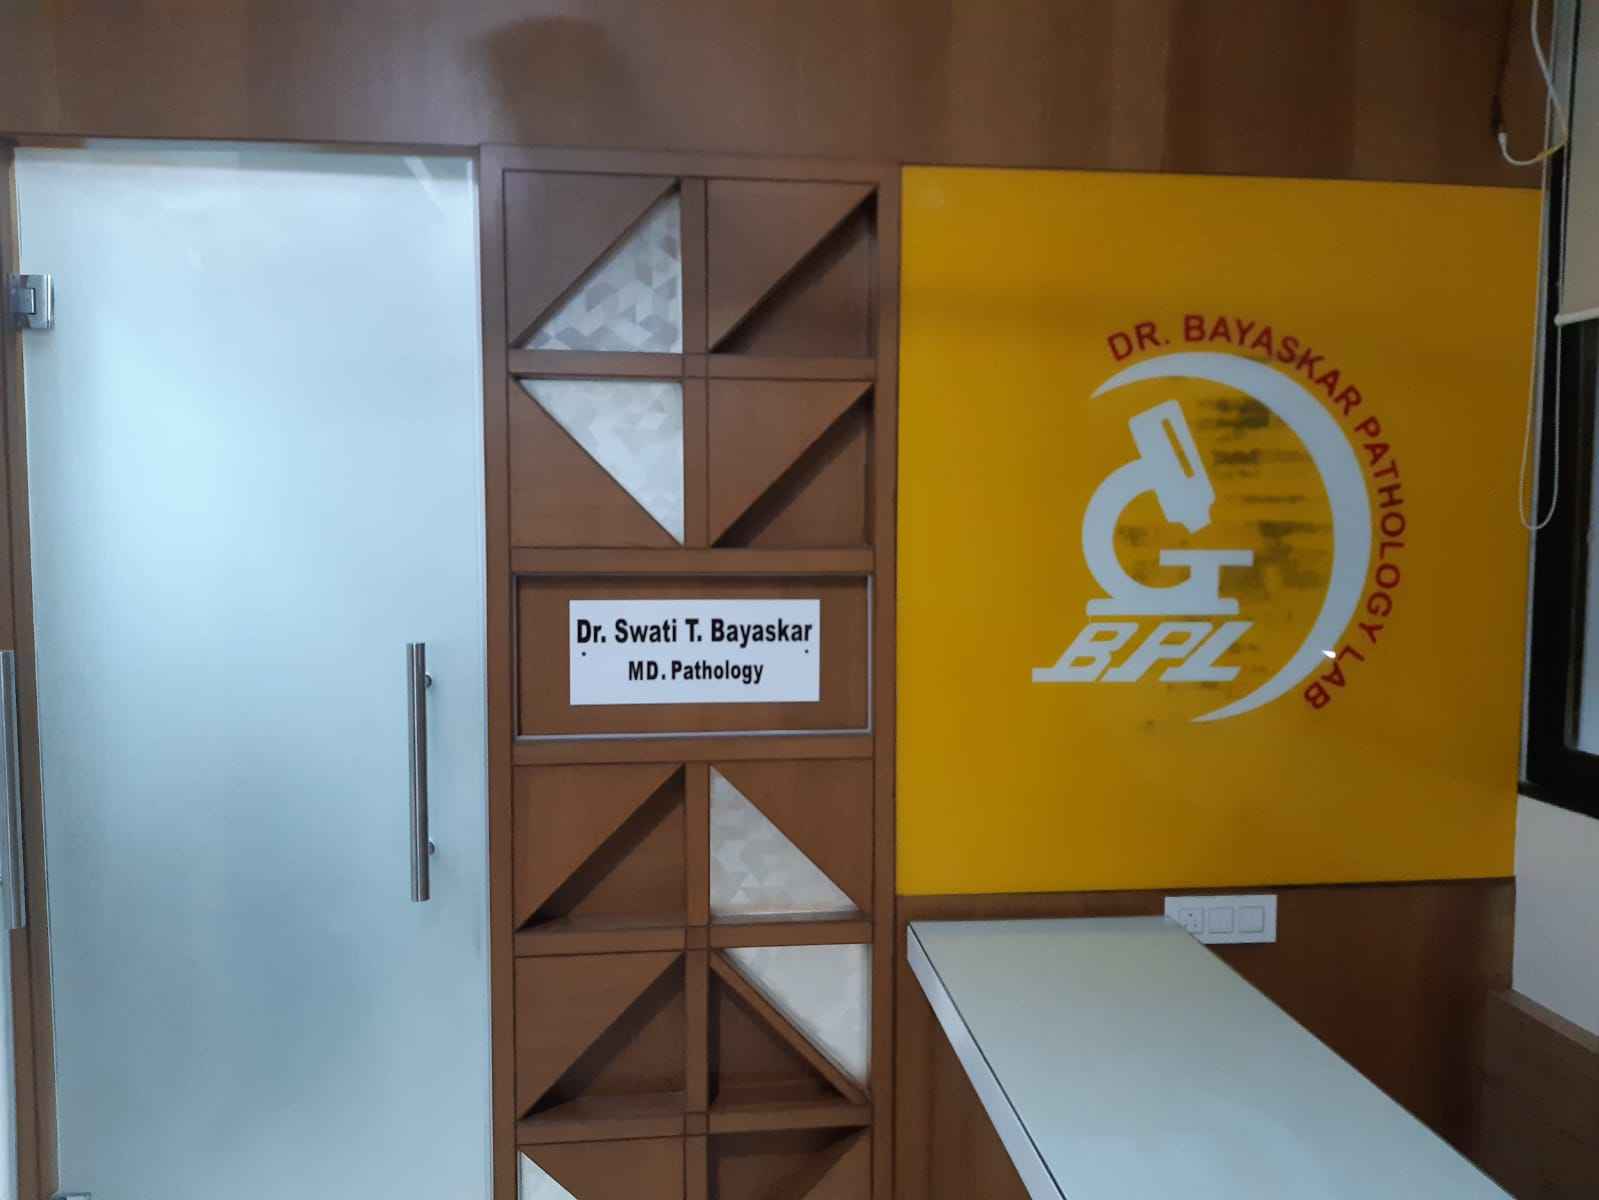 Dr. Swati T. Bayaskar
MD. Pathology
DR. BAYASKAR PATHOLOGY LAB
BPL